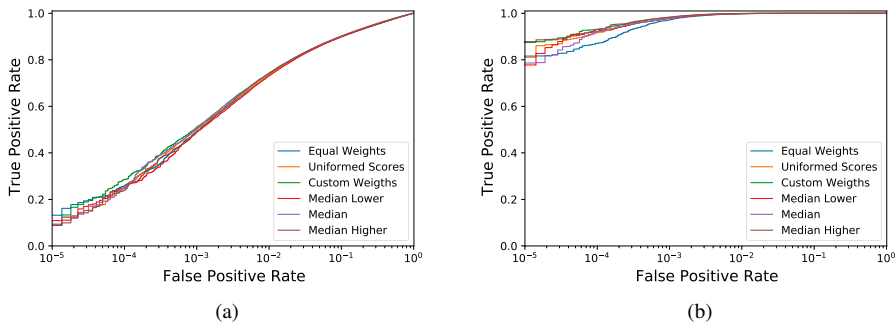 1.0
0.8
0.6
0.4
0.2
0.0
True Positive Rate
10⁻⁵ 10⁻⁴ 10⁻³ 10⁻² 10⁻¹ 10⁰
False Positive Rate
Equal Weights
Uniformed Scores
Custom Weigths
Median Lower
Median
Median Higher
(a)
1.0
0.8
0.6
0.4
0.2
0.0
True Positive Rate
10⁻⁵ 10⁻⁴ 10⁻³ 10⁻² 10⁻¹ 10⁰
False Positive Rate
Equal Weights
Uniformed Scores
Custom Weigths
Median Lower
Median
Median Higher
(b)